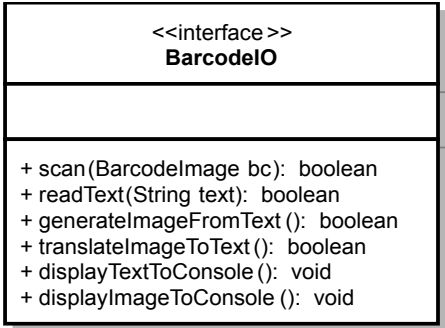 <<interface>>
BarcodeIO
+ scan(BarcodeImage bc): boolean
+ readText(String text): boolean
+ generateImageFromText(): boolean
+ translateImageToText(): boolean
+ displayTextToConsole(): void
+ displayImageToConsole(): void